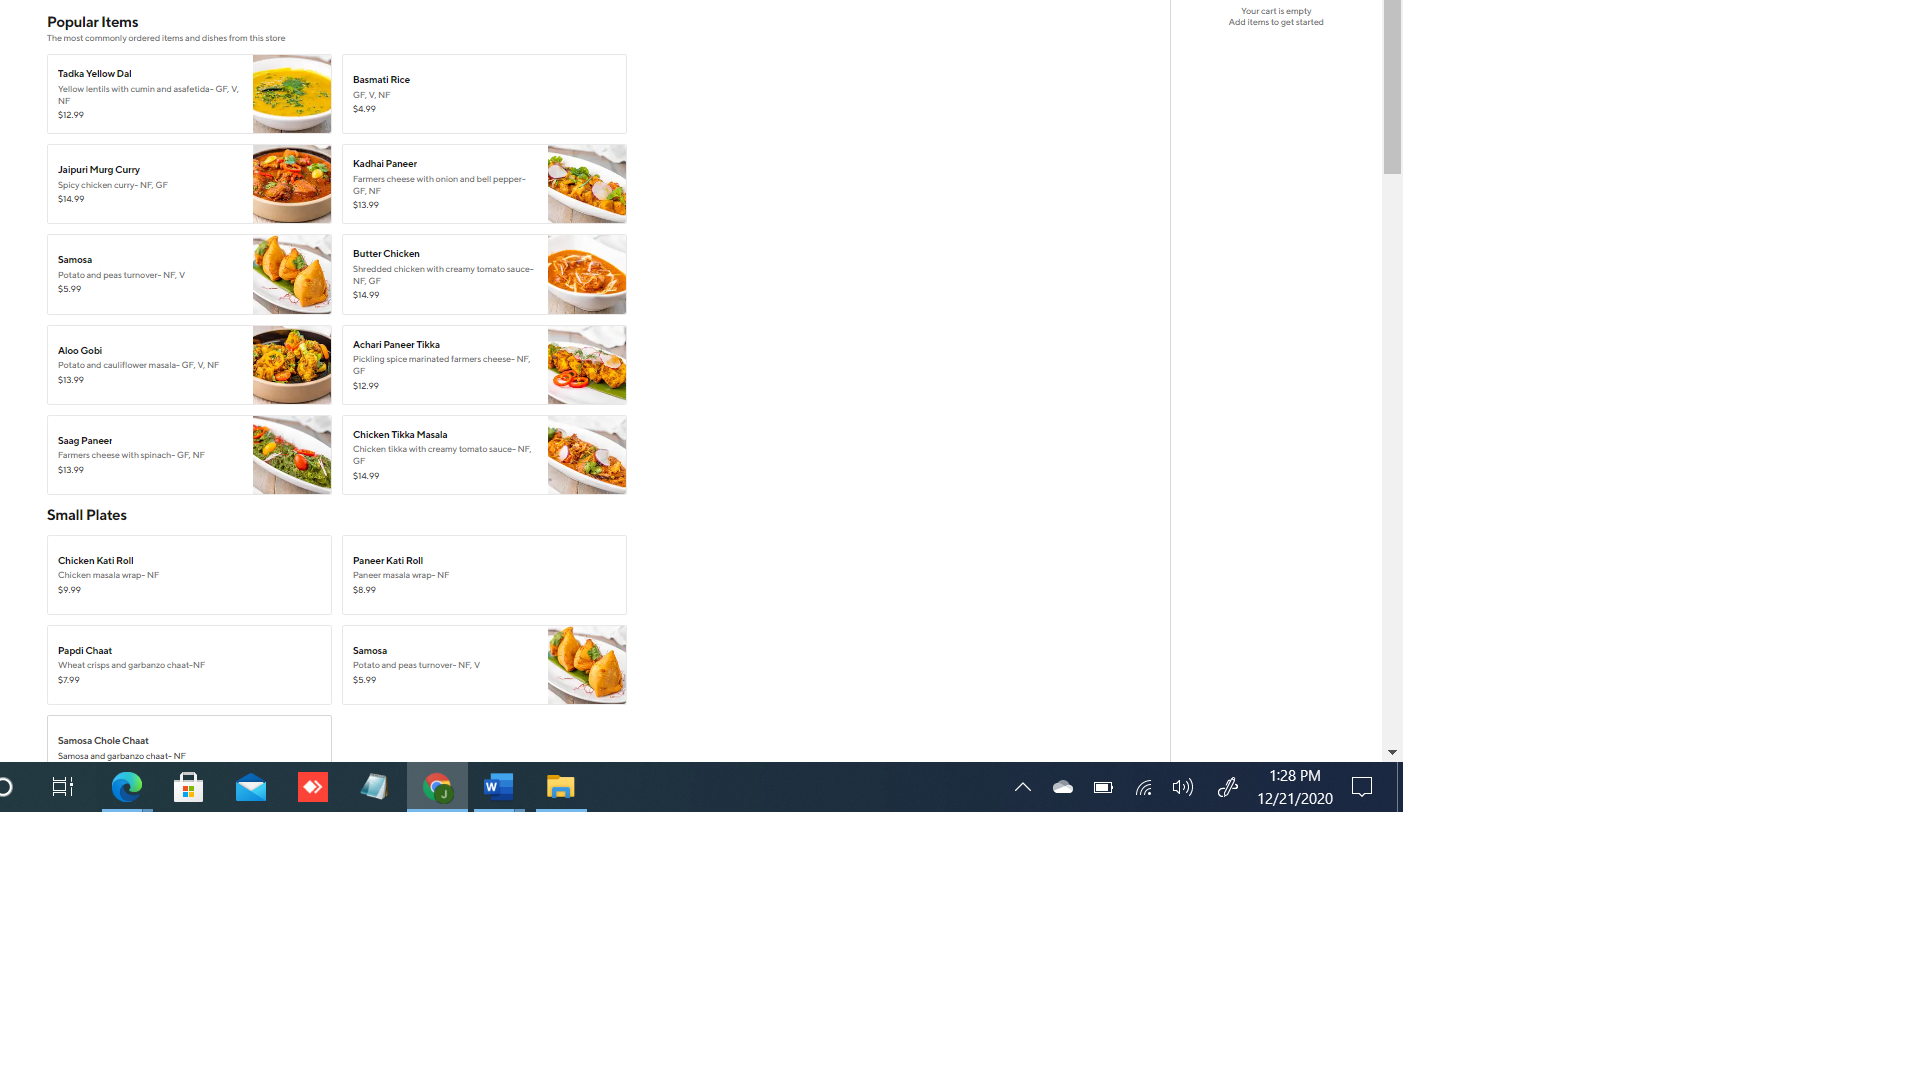 Popular Items
The most commonly ordered items and dishes from this store
Tadka Yellow Dal
Yellow lentils with cumin and asafetida- GF, V,
NF
$12.99
Basmati Rice
GF, V, NF
$4.99
Jaipuri Murg Curry
Spicy chicken curry- NF, GF
$14.99
Kadhai Paneer
Farmers cheese with onion and bell pepper-
GF, NF
$13.99
Samosa
Potato and peas turnover- NF, V
$5.99
Butter Chicken
Shredded chicken with creamy tomato sauce-
NF, GF
$14.99
Aloo Gobi
Potato and cauliflower masala- GF, V, NF
$13.99
Achari Paneer Tikka
Pickling spice marinated farmers cheese- NF,
GF
$12.99
Saag Paneer
Farmers cheese with spinach- GF, NF
$13.99
Chicken Tikka Masala
Chicken tikka with creamy tomato sauce- NF,
GF
$14.99
Small Plates
Chicken Kati Roll
Chicken masala wrap- NF
$9.99
Paneer Kati Roll
Paneer masala wrap- NF
$8.99
Papdi Chaat
Wheat crisps and garbanzo chaat-NF
$7.99
Samosa
Potato and peas turnover- NF, V
$5.99
Samosa Chole Chaat
Samosa and garbanzo chaat- NF
Your cart is empty
Add items to get started
J
W
1:28 PM
12/21/2020